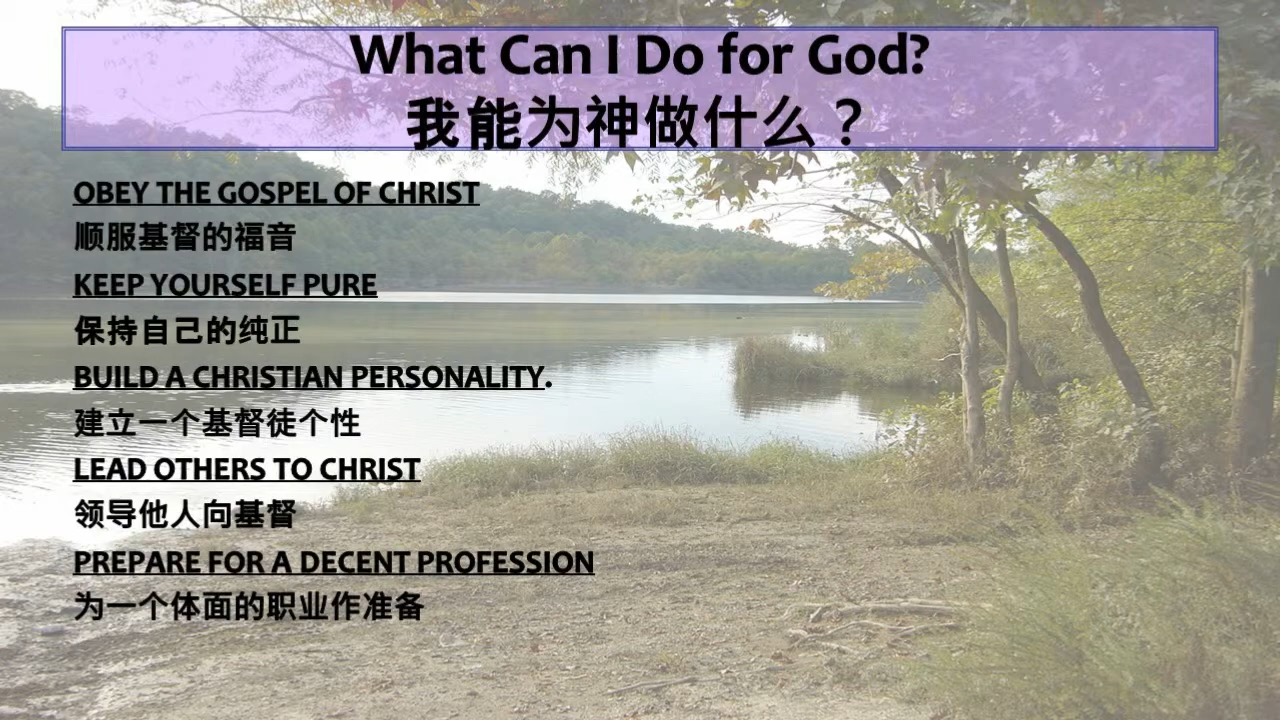 What Can I Do for God?
我能为神做什么？
OBEY THE GOSPEL OF CHRIST
顺服基督的福音
KEEP YOURSELF PURE
保持自己的纯正
BUILD A CHRISTIAN PERSONALITY.
建立一个基督徒个性
LEAD OTHERS TO CHRIST
领导他人向基督
PREPARE FOR A DECENT PROFESSION
为一个体面的职业作准备